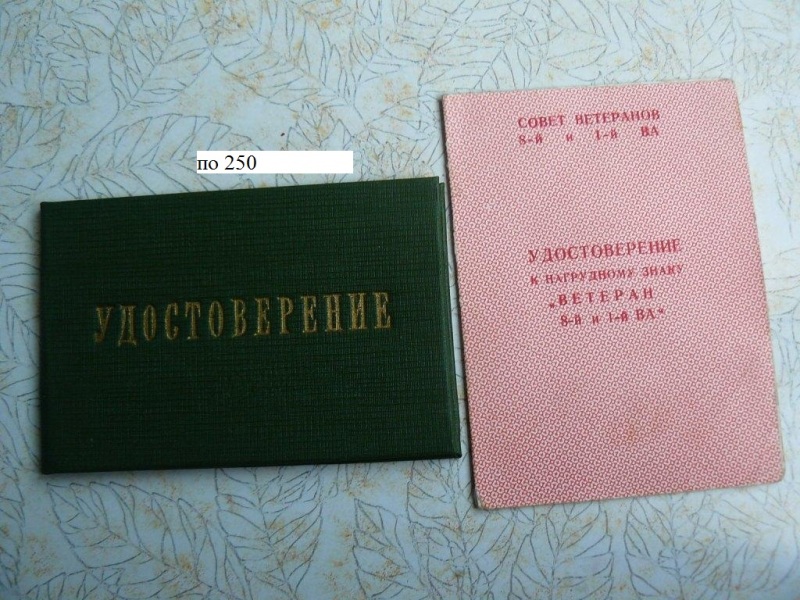 по 250
УДОСТОВЕРЕНИЕ
СОВЕТ ВЕТЕРАНОВ
8-й и 1-й ВА
УДОСТОВЕРЕНИЕ
К НАГРУДНОМУ ЗНАКУ
„ВЕТЕРАН
8-й и 1-й ВА"